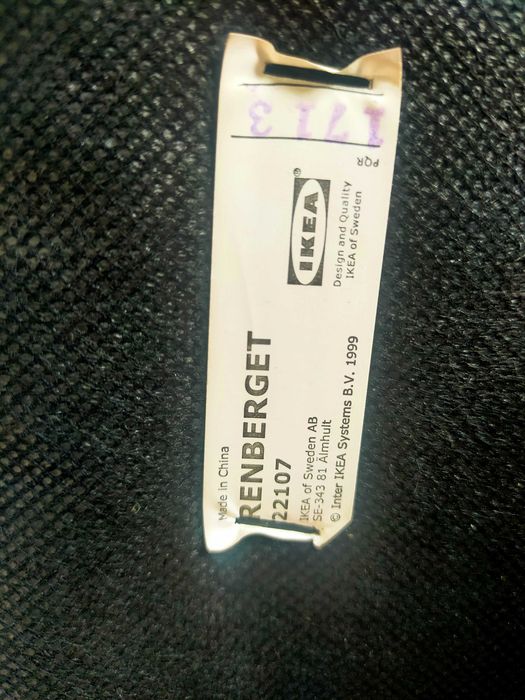 Made in China
RENBERGET
22107
IKEA of Sweden AB
SE-343 81 Älmhult
© Inter IKEA Systems B.V. 1999
IKEA®
Design and Quality
IKEA of Sweden
PQR
1713